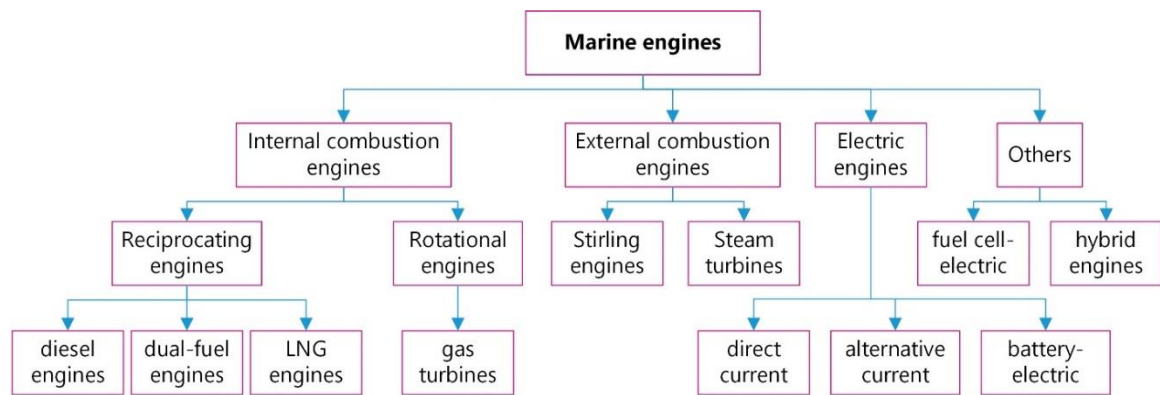 Marine engines
Internal combustion
engines
External combustion
engines
Electric
engines
Others
Reciprocating
engines
Rotational
engines
Stirling
engines
Steam
turbines
fuel cell-
electric
hybrid
engines
diesel
engines
dual-fuel
engines
LNG
engines
gas
turbines
direct
current
alternative
current
battery-
electric